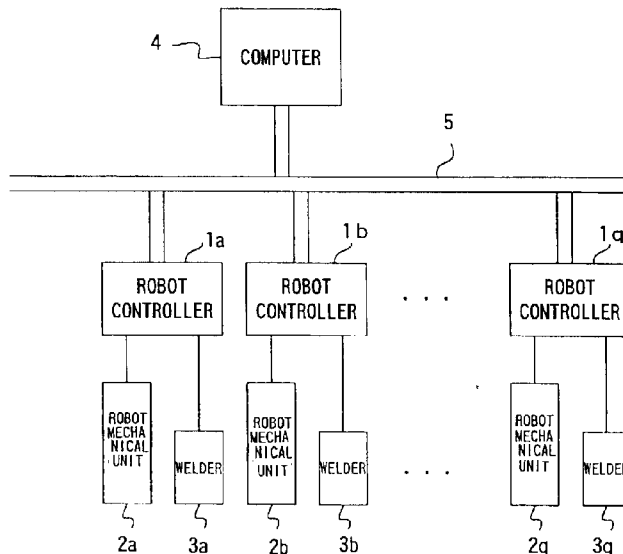 4
COMPUTER
5
1a
1b
1q
ROBOT
CONTROLLER
ROBOT
CONTROLLER
. . .
ROBOT
CONTROLLER
ROBOT
MECHA
NICAL
UNIT
WELDER
ROBOT
MECHA
NICAL
UNIT
WELDER
. . .
ROBOT
MECHA
NICAL
UNIT
WELDER
2a
3a
2b
3b
2q
3q